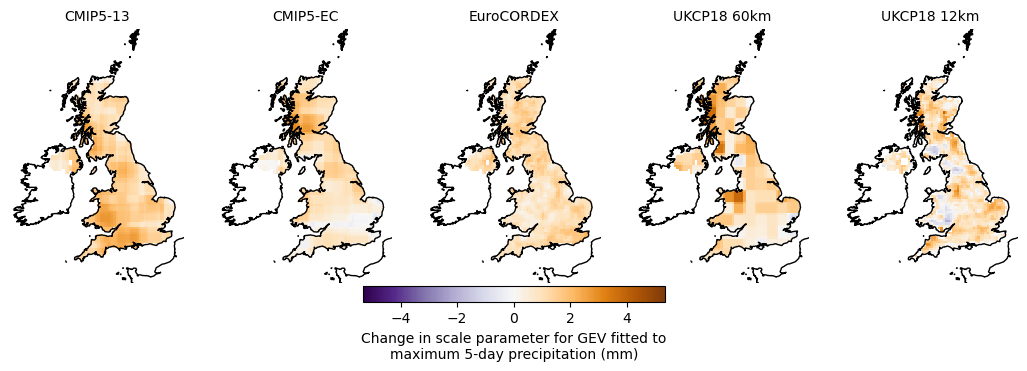 CMIP5-13 CMIP5-EC EuroCORDEX UKCP18 60km UKCP18 12km
−4 −2 0 2 4
Change in scale parameter for GEV fitted to
maximum 5-day precipitation (mm)